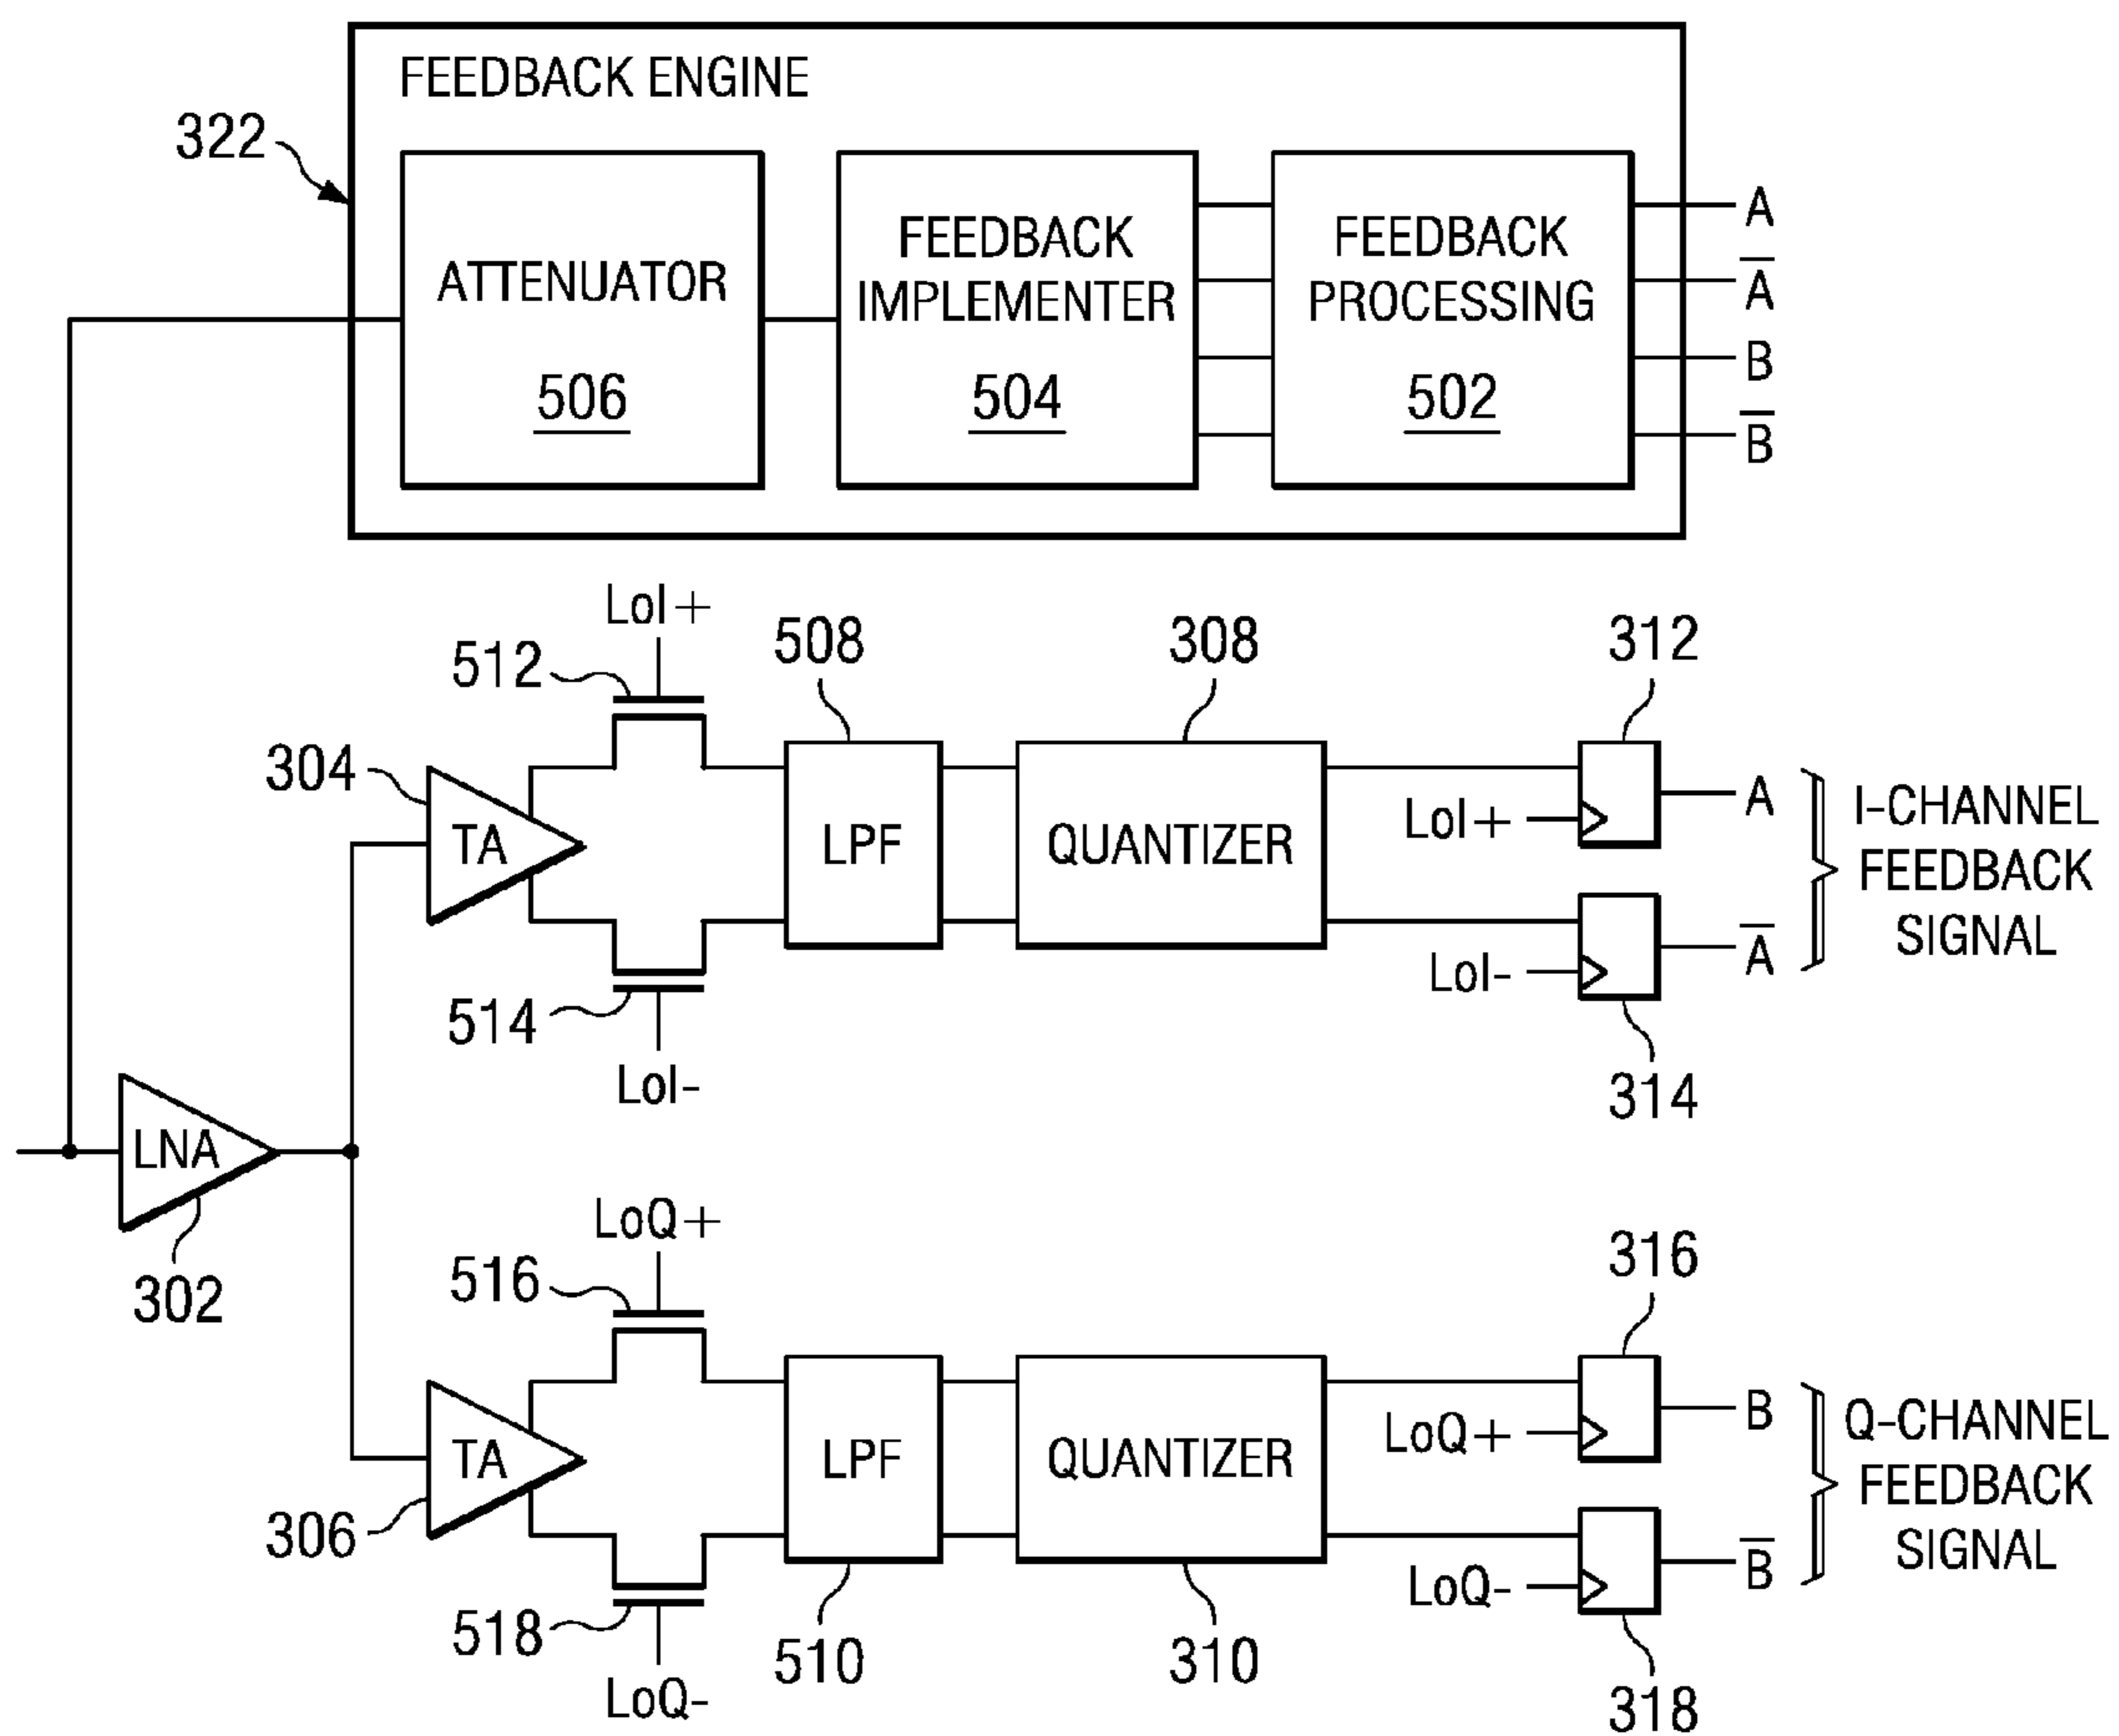 FEEDBACK ENGINE
322
ATTENUATOR
506
FEEDBACK
IMPLEMENTER
504
FEEDBACK
PROCESSING
502
A
A̅
B
B̅
LoI+
512
508
308
312
304
TA
LPF
QUANTIZER
LoI+
A
I-CHANNEL
FEEDBACK
SIGNAL
LoI-
A̅
514
LoI-
314
LNA
302
LoQ+
516
316
306
TA
LPF
QUANTIZER
LoQ+
B
Q-CHANNEL
FEEDBACK
SIGNAL
LoQ-
B̅
518
LoQ-
510
310
318